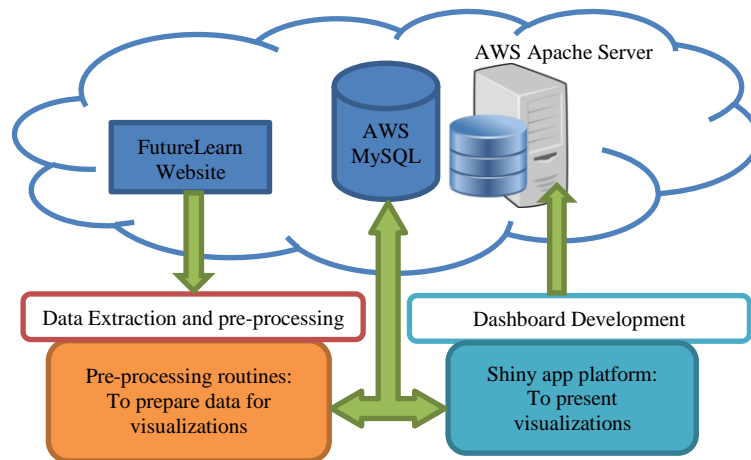 AWS Apache Server
FutureLearn
Website
AWS
MySQL
Data Extraction and pre-processing
Pre-processing routines:
To prepare data for
visualizations
Dashboard Development
Shiny app platform:
To present
visualizations